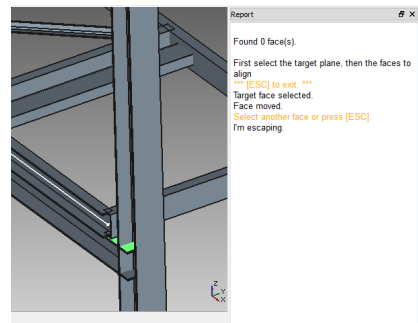 Report
Found 0 face(s).
First select the target plane, then the faces to
align
*** [ESC] to exit. ***
Target face selected.
Face moved.
Select another face or press [ESC].
I'm escaping.
Z
Y
X